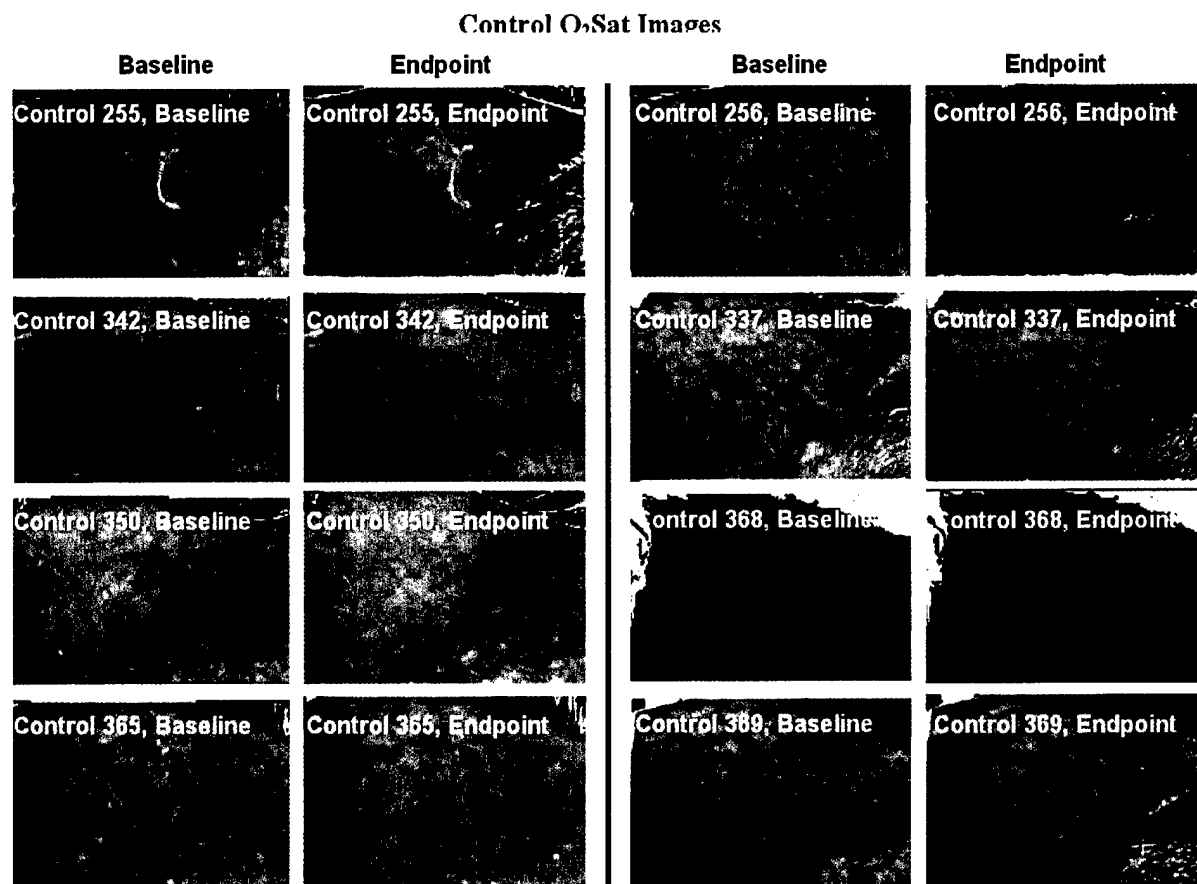 Control O₂Sat Images
Baseline Endpoint Baseline Endpoint
Control 255, Baseline Control 255, Endpoint Control 256, Baseline Control 256, Endpoint
Control 342, Baseline Control 342, Endpoint Control 337, Baseline Control 337, Endpoint
Control 350, Baseline Control 350, Endpoint Control 368, Baseline Control 368, Endpoint
Control 365, Baseline Control 365, Endpoint Control 369, Baseline Control 369, Endpoint